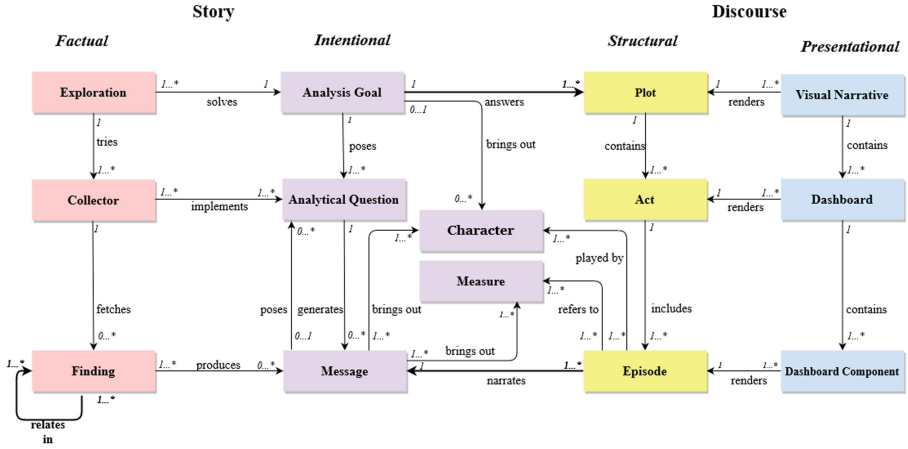 Story
Discourse
Factual
Intentional
Structural
Presentational
Exploration
1...*
solves
1
Analysis Goal
1
answers
1...*
Plot
1
renders
1...*
Visual Narrative
1
tries
1...*
1
poses
1...*
0...1
brings out
0...*
1
contains
1...*
1
contains
1...*
Collector
1...*
implements
1...*
Analytical Question
Act
1
renders
1...*
Dashboard
Character
Measure
1
fetches
0...*
0...*
poses
0...1
1
generates
0...*
1...*
brings out
1...*
1...*
played by
1...*
1...*
refers to
1...*
1
includes
1...*
1
contains
1...*
1...*
brings out
1...*
1...*
Finding
1...*
produces
0...*
Message
1
narrates
1...*
Episode
1
renders
1...*
Dashboard Component
1...*
relates
in